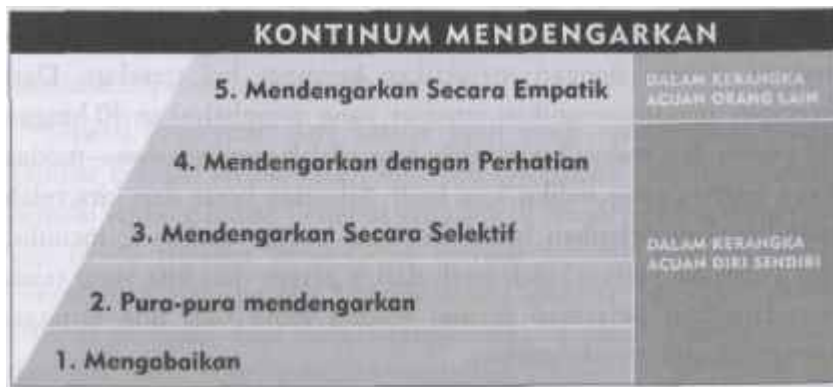 KONTINUM MENDENGARKAN
5. Mendengarkan Secara Empatik
DALAM KERANGKA
ACUAN ORANG LAIN
4. Mendengarkan dengan Perhatian
3. Mendengarkan Secara Selektif
DALAM KERANGKA
ACUAN DIRI SENDIRI
2. Pura-pura mendengarkan
1. Mengabaikan